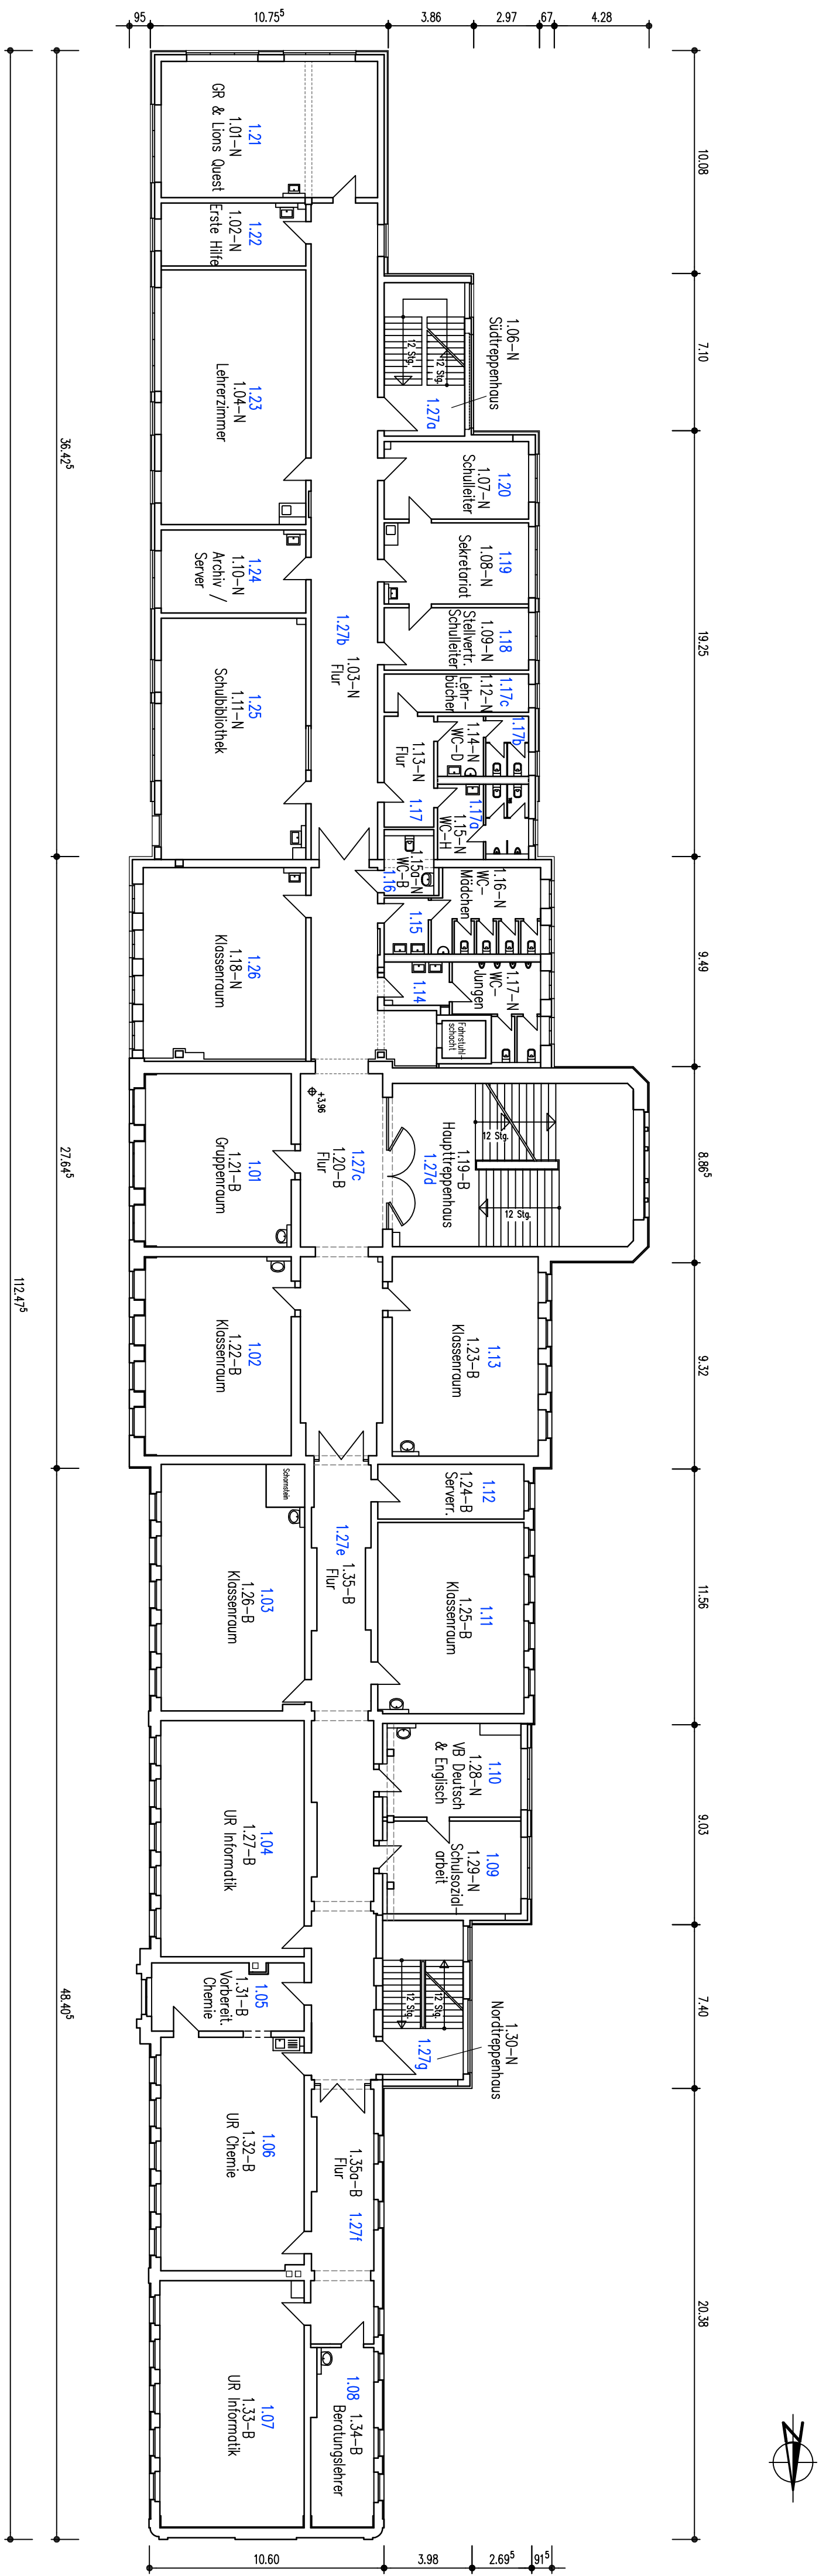 95
10.75⁵
3.86
2.97
67
4.28
10.08
7.10
19.25
9.49
8.86⁵
9.32
11.56
9.03
7.40
20.38
36.42⁵
27.64⁵
48.40⁵
112.47⁵
10.60
3.98
2.69⁵
91⁵
1.21
1.01-N
GR & Lions Quest
1.22
1.02-N
Erste Hilfe
1.23
1.04-N
Lehrerzimmer
1.06-N
Südtreppenhaus
12 Stg.
12 Stg.
1.27a
1.20
1.07-N
Schulleiter
1.19
1.08-N
Sekretariat
1.24
1.10-N
Archiv /
Server
1.18
1.09-N
Stellvertr.
Schulleiter
1.27b
1.03-N
Flur
1.17c
1.12-N
Lehr-
bücher
1.25
1.11-N
Schulbibliothek
1.17b
1.14-N
WC-D
1.13-N
Flur
1.17
1.17a
1.15-N
WC-H
1.15a-N
WC-B
1.16
1.16-N
WC-
Mädchen
1.15
1.26
1.18-N
Klassenraum
1.17-N
WC-
Jungen
1.14
Fahrstuhl-
schacht
+3,96
1.01
1.21-B
Gruppenraum
1.27c
1.20-B
Flur
1.19-B
Haupttreppenhaus
1.27d
12 Stg.
12 Stg.
1.02
1.22-B
Klassenraum
1.13
1.23-B
Klassenraum
1.12
1.24-B
Serverr.
Schornstein
1.03
1.26-B
Klassenraum
1.27e
1.35-B
Flur
1.11
1.25-B
Klassenraum
1.10
1.28-N
VB Deutsch
& Englisch
1.04
1.27-B
UR Informatik
1.09
1.29-N
Schulsozial-
arbeit
1.05
1.31-B
Vorbereit.
Chemie
12 Stg.
12 Stg.
1.30-N
Nordtreppenhaus
1.27g
1.06
1.32-B
UR Chemie
1.35a-B
Flur
1.27f
1.07
1.33-B
UR Informatik
1.08
1.34-B
Beratungslehrer
N